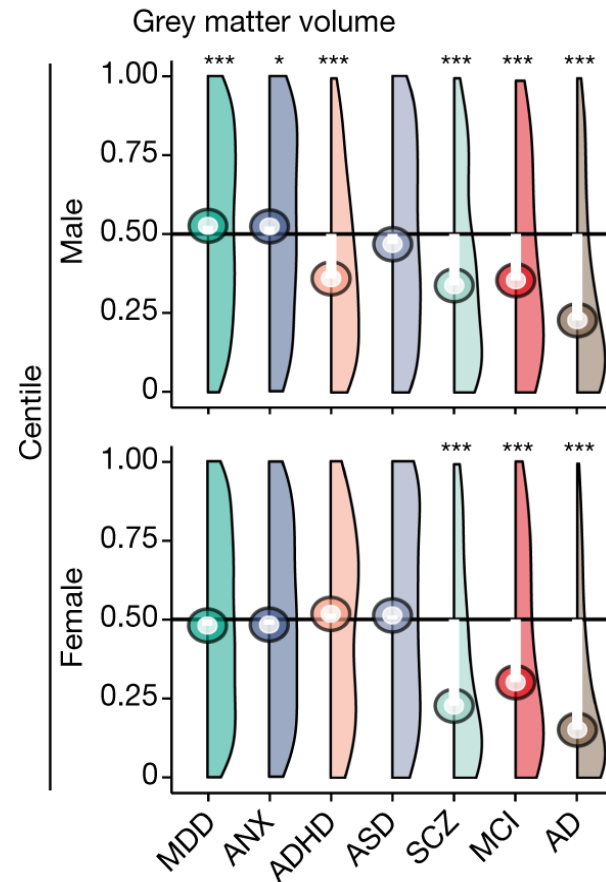 Grey matter volume
*** * *** *** *** ***
1.00
0.75
0.50
0.25
0
Male
Centile
*** *** ***
1.00
0.75
0.50
0.25
0
Female
MDD ANX ADHD ASD SCZ MCI AD